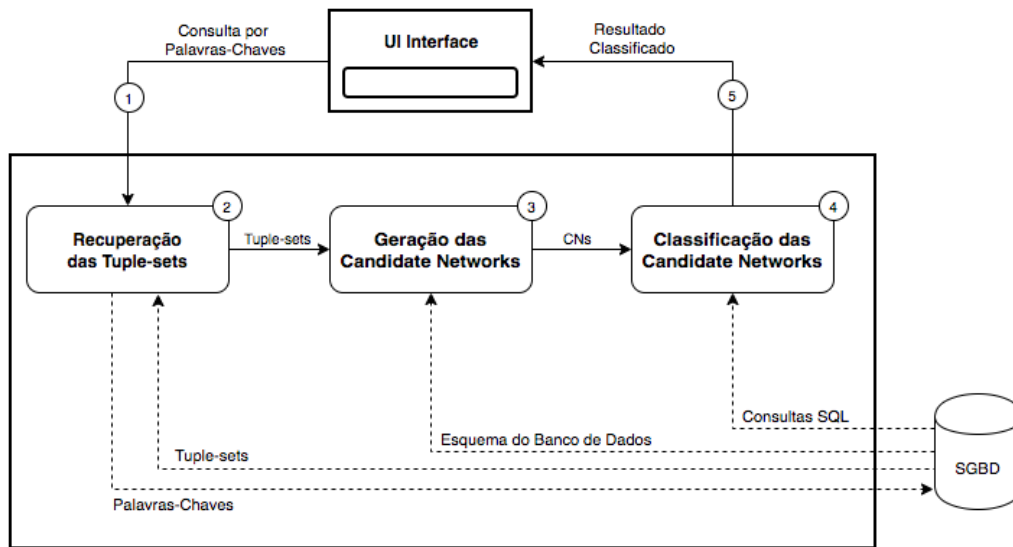 Consulta por
Palavras-Chaves
UI Interface
Resultado
Classificado
1
5
2
3
4
Recuperação
das Tuple-sets
Tuple-sets
Geração das
Candidate Networks
CNs
Classificação das
Candidate Networks
Consultas SQL
Esquema do Banco de Dados
Tuple-sets
SGBD
Palavras-Chaves